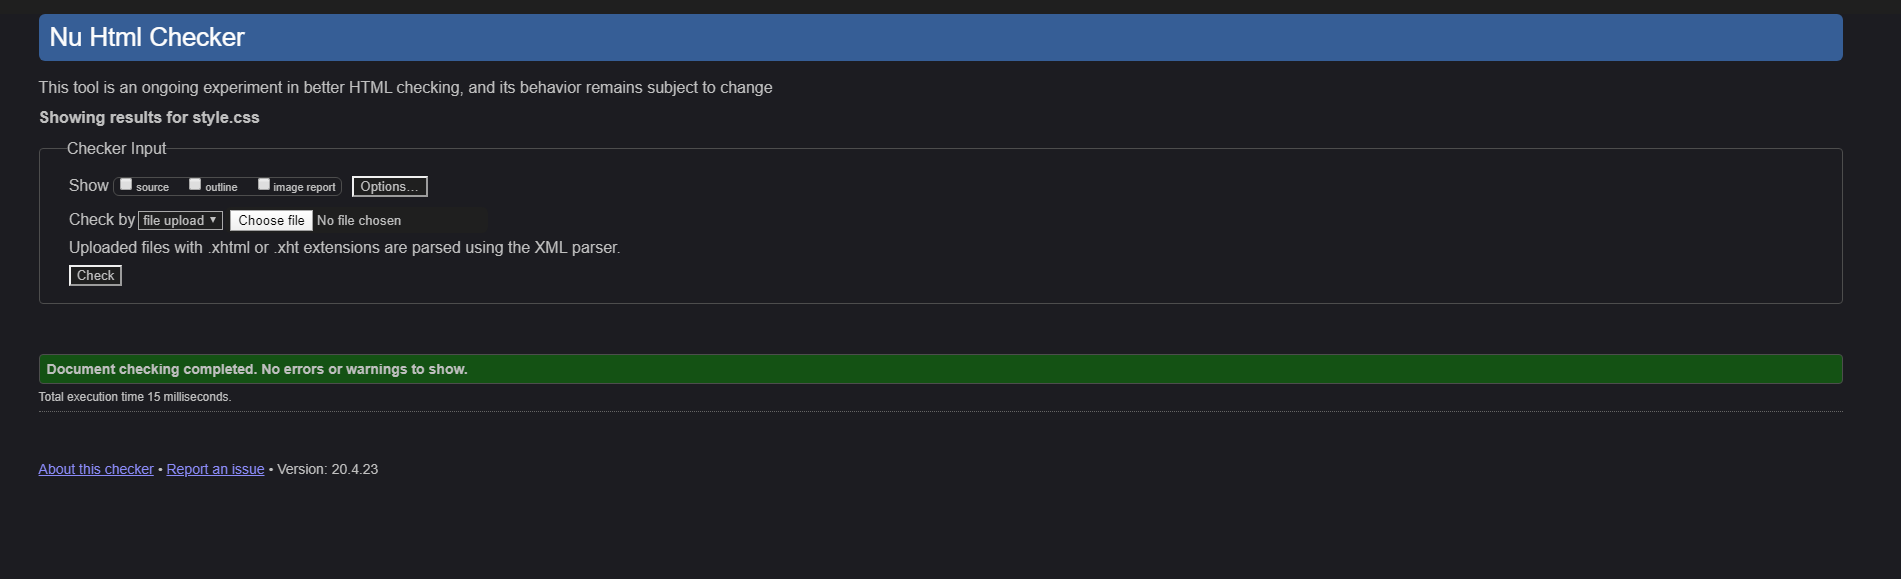 Nu Html Checker
This tool is an ongoing experiment in better HTML checking, and its behavior remains subject to change
Showing results for style.css
Checker Input
Show source outline image report Options...
Check by file upload ▼ Choose file No file chosen
Uploaded files with .xhtml or .xht extensions are parsed using the XML parser.
Check
Document checking completed. No errors or warnings to show.
Total execution time 15 milliseconds.
About this checker • Report an issue • Version: 20.4.23